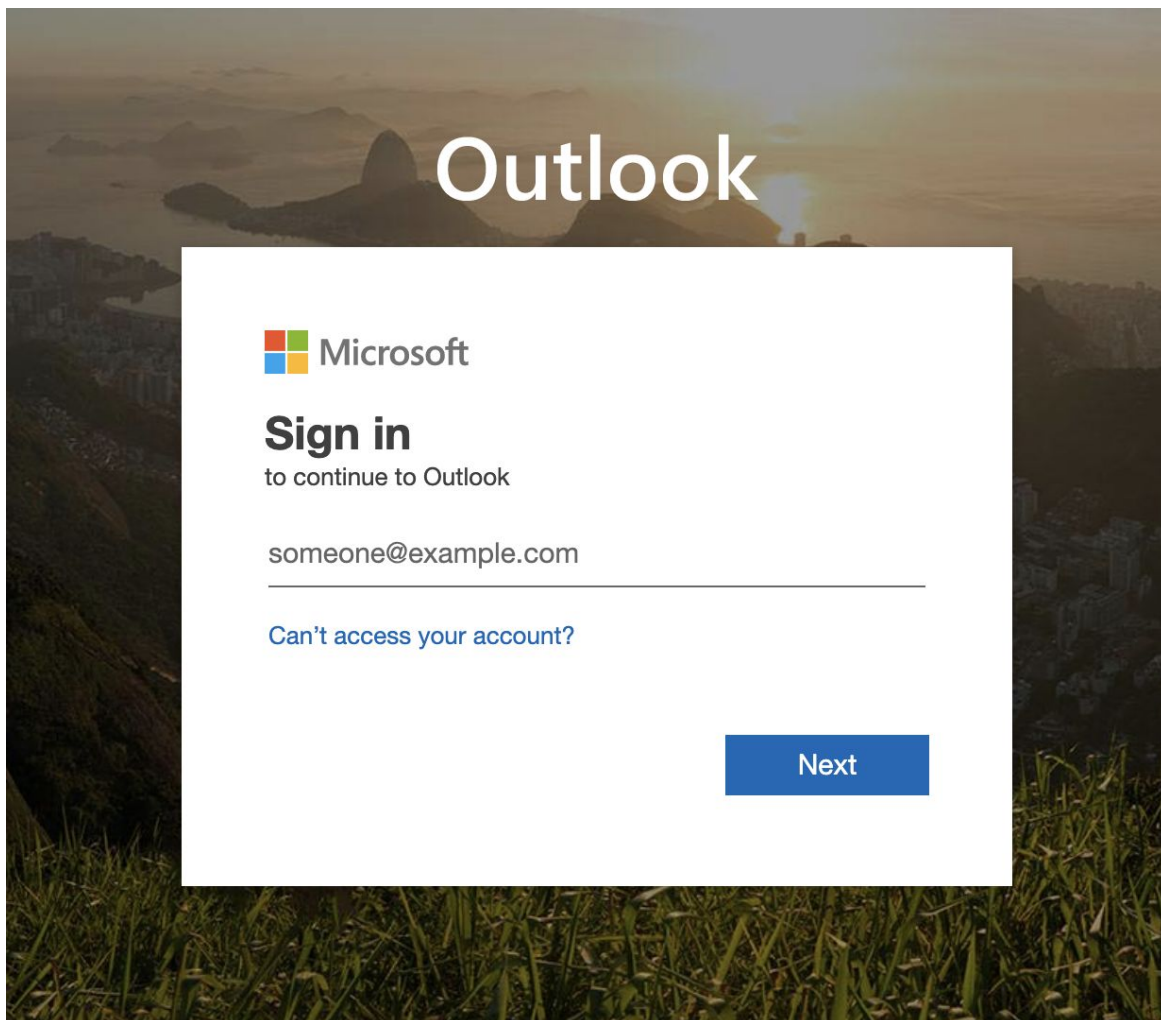 Outlook
Microsoft
Sign in
to continue to Outlook
someone@example.com
Can't access your account?
Next